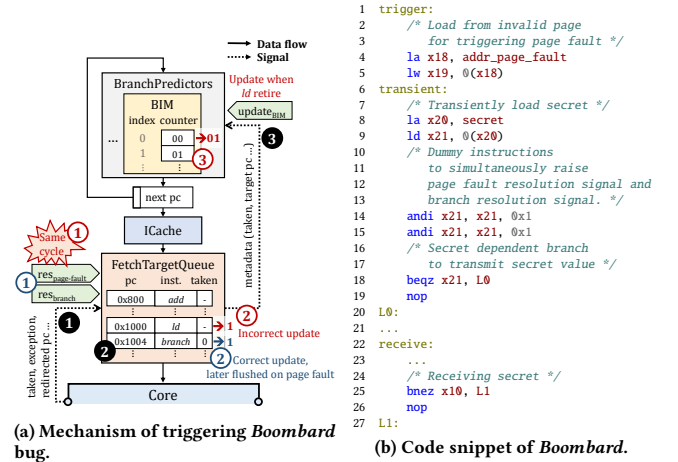 Data flow
Signal
BranchPredictors
BIM
index counter
... 0 00 01
1 01
⋮ ⋮
3
Update when
ld retire
update_BIM
3
next pc
ICache
metadata (taken, target pc ...)
Same
cycle
1
1
res_page-fault
res_branch
FetchTargetQueue
pc inst. taken
⋮ ⋮ ⋮
0x800 add -
⋮ ⋮ ⋮
0x1000 ld - 1
0x1004 branch 0 1
⋮ ⋮ ⋮
2
Incorrect update
2
Correct update,
later flushed on page fault
1
2
taken, exception,
redirected pc ...
Core
(a) Mechanism of triggering Boombard
bug.
1 trigger:
2 /* Load from invalid page
3 for triggering page fault */
4 la x18, addr_page_fault
5 lw x19, 0(x18)
6 transient:
7 /* Transiently load secret */
8 la x20, secret
9 ld x21, 0(x20)
10 /* Dummy instructions
11 to simultaneously raise
12 page fault resolution signal and
13 branch resolution signal. */
14 andi x21, x21, 0x1
15 andi x21, x21, 0x1
16 /* Secret dependent branch
17 to transmit secret value */
18 beqz x21, L0
19 nop
20 L0:
21 ...
22 receive:
23 ...
24 /* Receiving secret */
25 bnez x10, L1
26 nop
27 L1:
(b) Code snippet of Boombard.